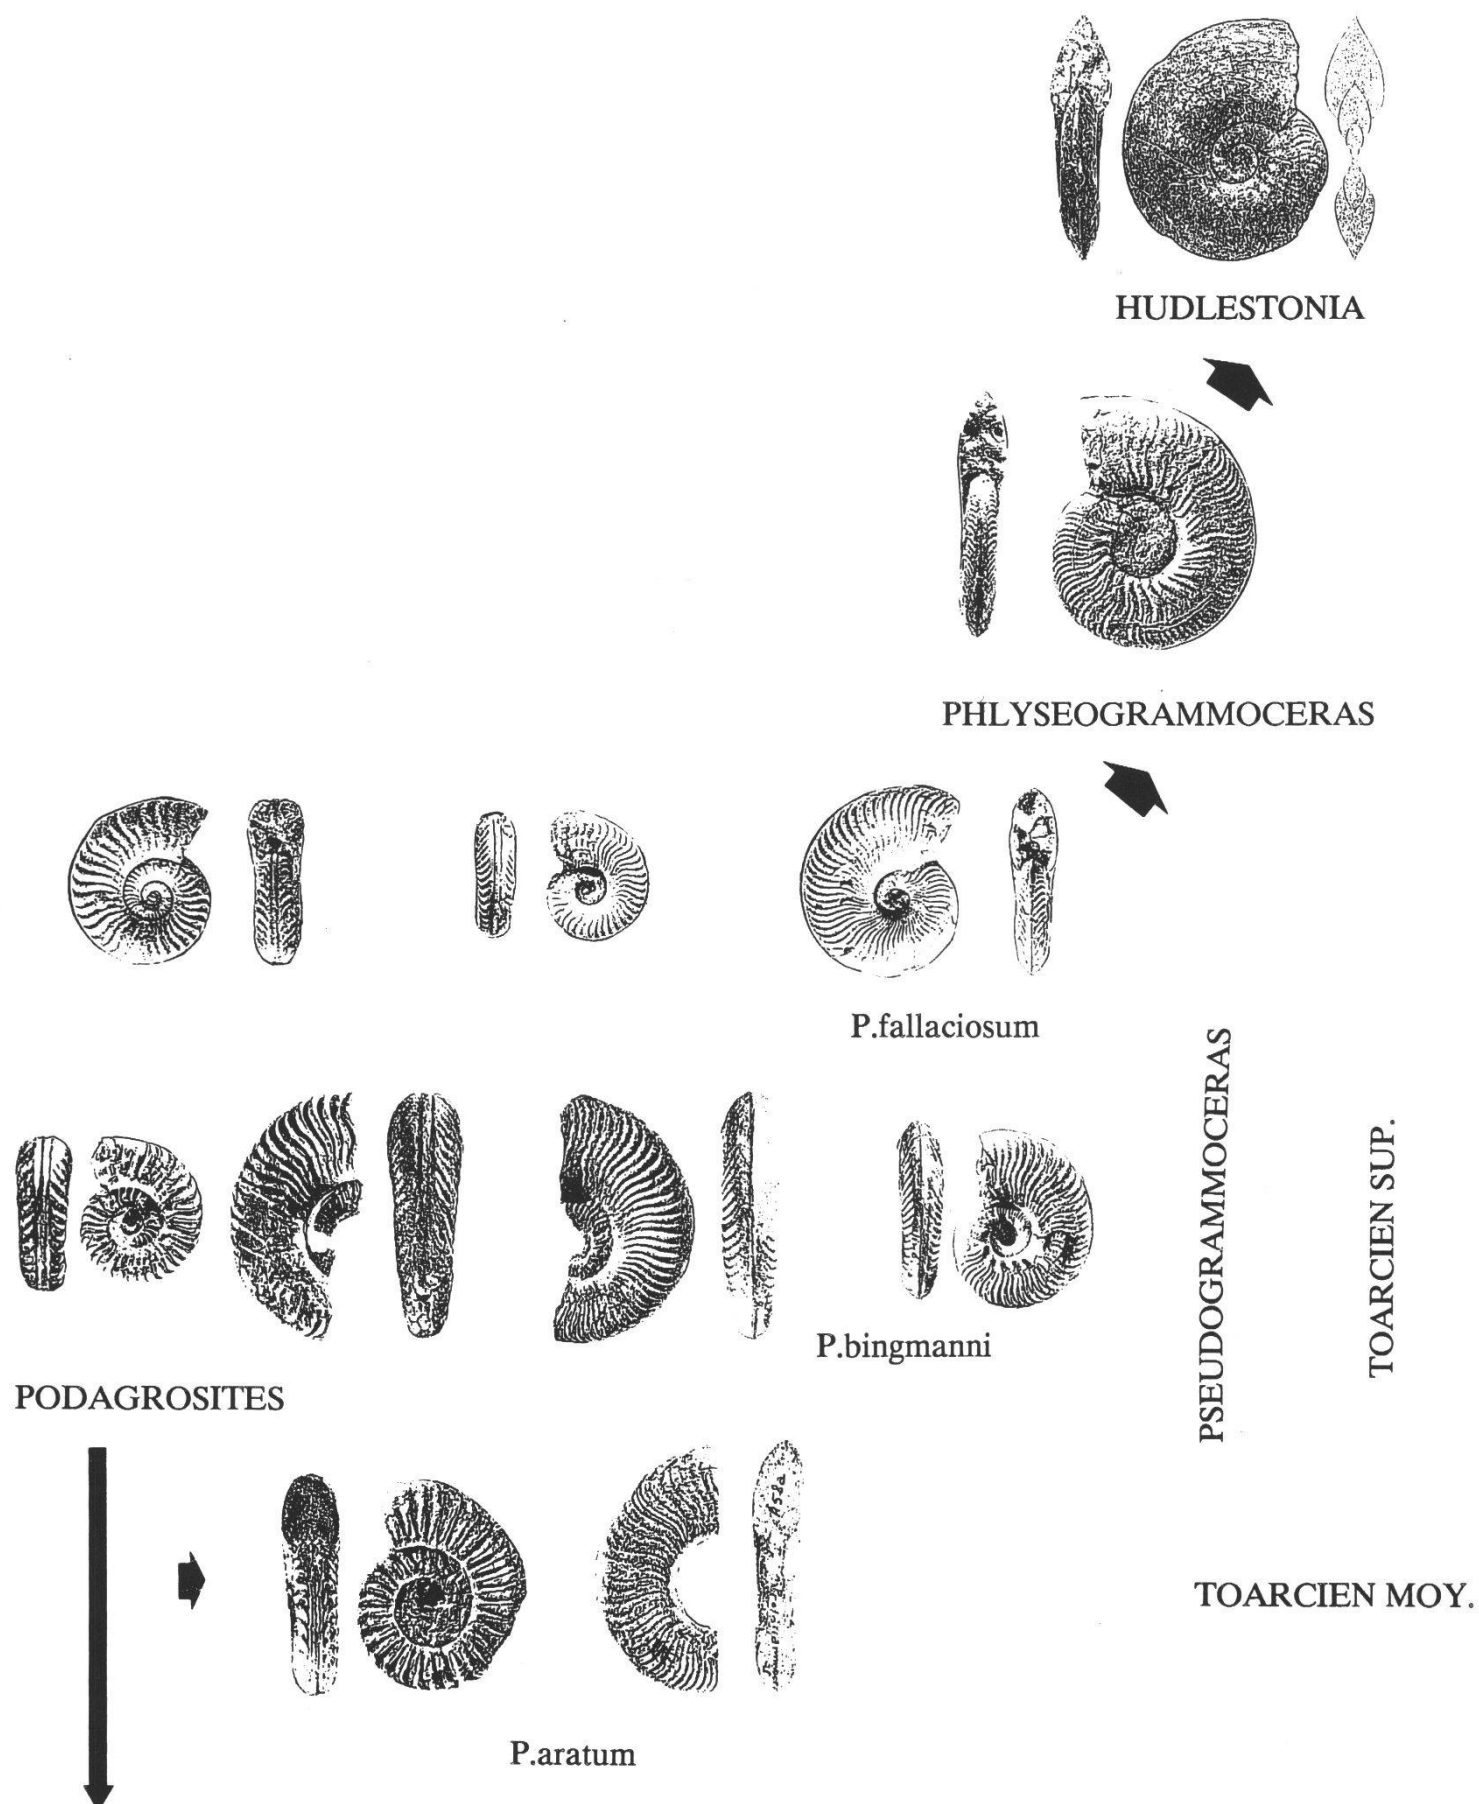 HUDLESTONIA
PHLYSEOGRAMMOCERAS
P.fallaciosum
PSEUDOGRAMMOCERAS
TOARCIEN SUP.
P.bingmanni
PODAGROSITES
TOARCIEN MOY.
P.aratum